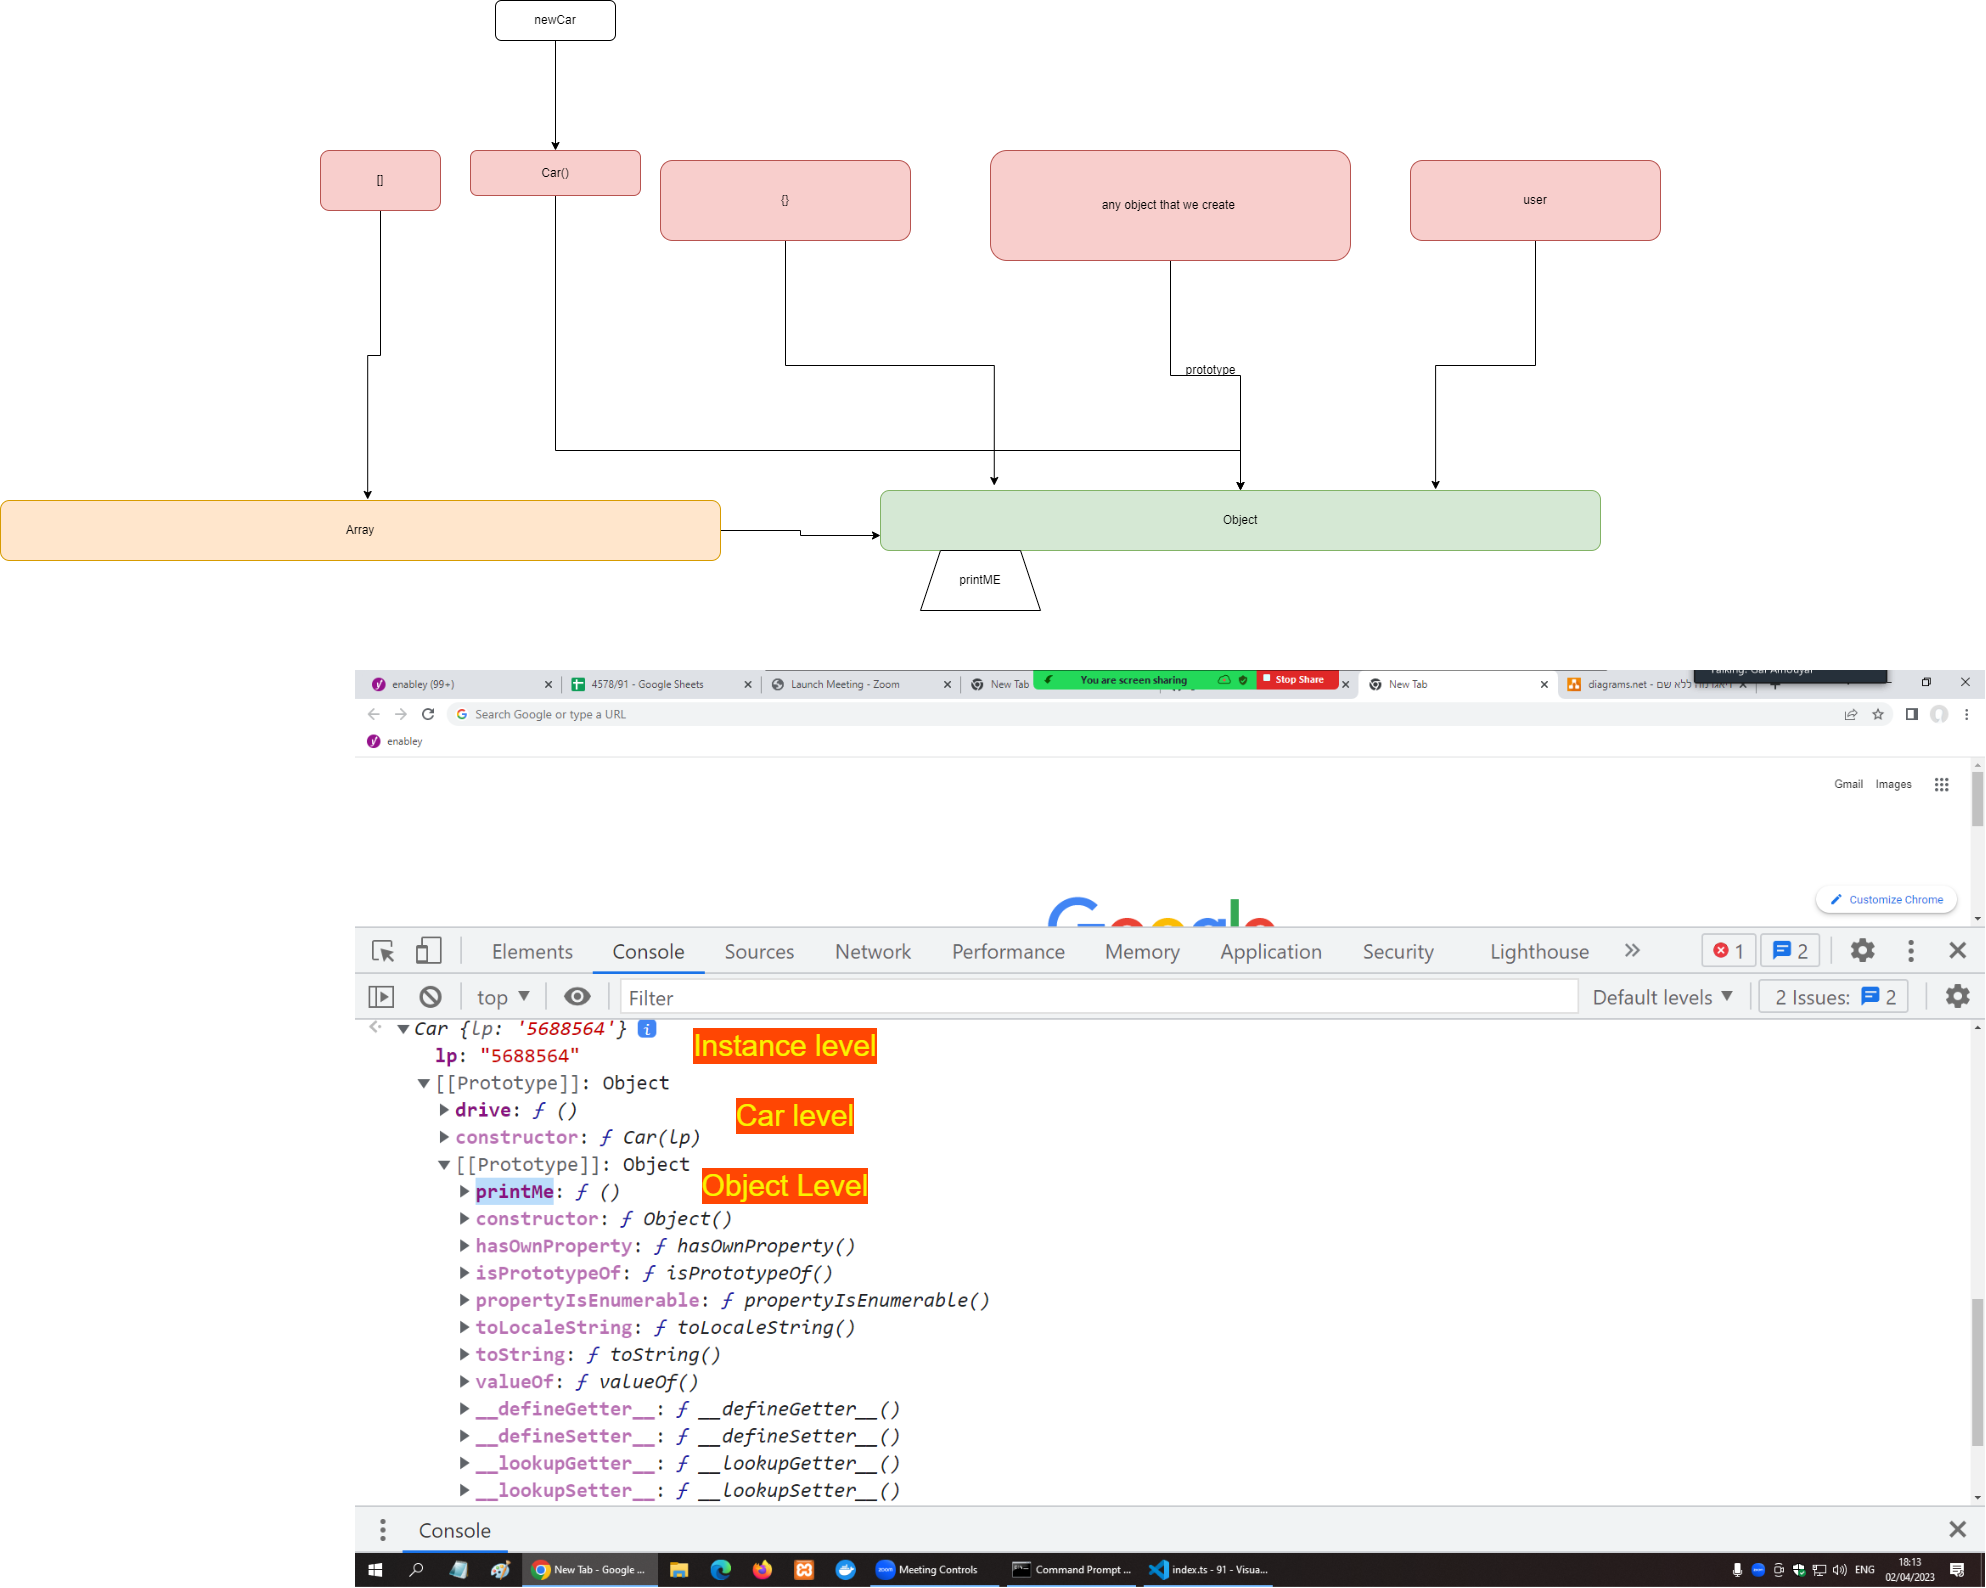 newCar
[]
Car()
{}
any object that we create
user
prototype
Array
Object
printME
enabley (99+)
4578/91 - Google Sheets
Launch Meeting - Zoom
New Tab
You are screen sharing
Stop Share
New Tab
diagrams.net - דיאגרמה ללא שם
Search Google or type a URL
enabley
Gmail Images
Google
Customize Chrome
Elements Console Sources Network Performance Memory Application Security Lighthouse
1
2
top
Filter
Default levels
2 Issues: 2
Car {lp: '5688564'}
Instance level
lp: "5688564"
[[Prototype]]: Object
drive: ƒ ()
Car level
constructor: ƒ Car(lp)
[[Prototype]]: Object
Object Level
printMe: ƒ ()
constructor: ƒ Object()
hasOwnProperty: ƒ hasOwnProperty()
isPrototypeOf: ƒ isPrototypeOf()
propertyIsEnumerable: ƒ propertyIsEnumerable()
toLocaleString: ƒ toLocaleString()
toString: ƒ toString()
valueOf: ƒ valueOf()
__defineGetter__: ƒ __defineGetter__()
__defineSetter__: ƒ __defineSetter__()
__lookupGetter__: ƒ __lookupGetter__()
__lookupSetter__: ƒ __lookupSetter__()
Console
New Tab - Google ...
zoom
Meeting Controls
Command Prompt ...
index.ts - 91 - Visua...
ENG
18:13
02/04/2023